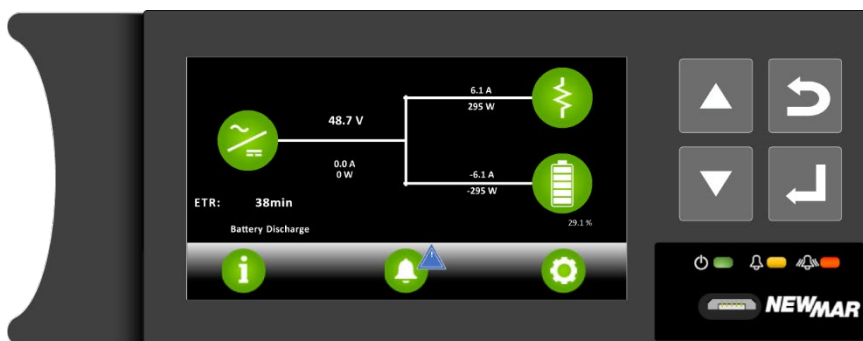 6.1 A
295 W
48.7 V
0.0 A
0 W
-6.1 A
-295 W
ETR: 38min
29.1 %
Battery Discharge
NEWMAR